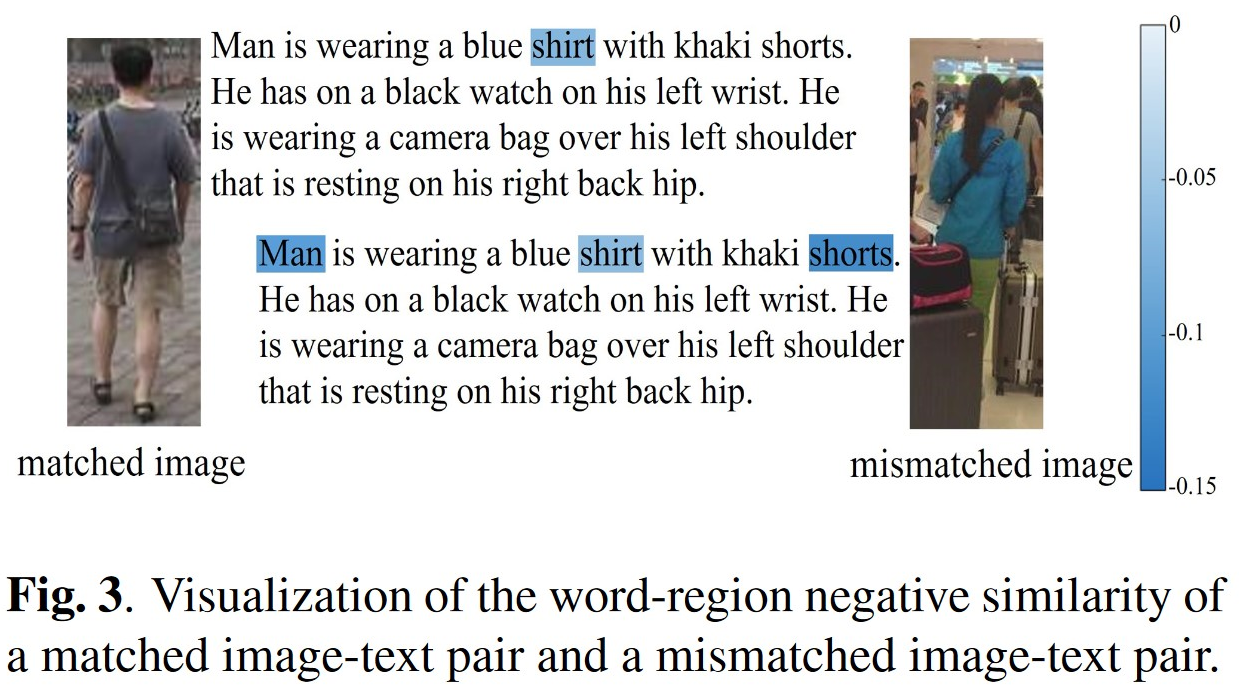 Man is wearing a blue shirt with khaki shorts.
He has on a black watch on his left wrist. He
is wearing a camera bag over his left shoulder
that is resting on his right back hip.
Man is wearing a blue shirt with khaki shorts.
He has on a black watch on his left wrist. He
is wearing a camera bag over his left shoulder
that is resting on his right back hip.
matched image
mismatched image
0
-0.05
-0.1
-0.15
Fig. 3. Visualization of the word-region negative similarity of
a matched image-text pair and a mismatched image-text pair.